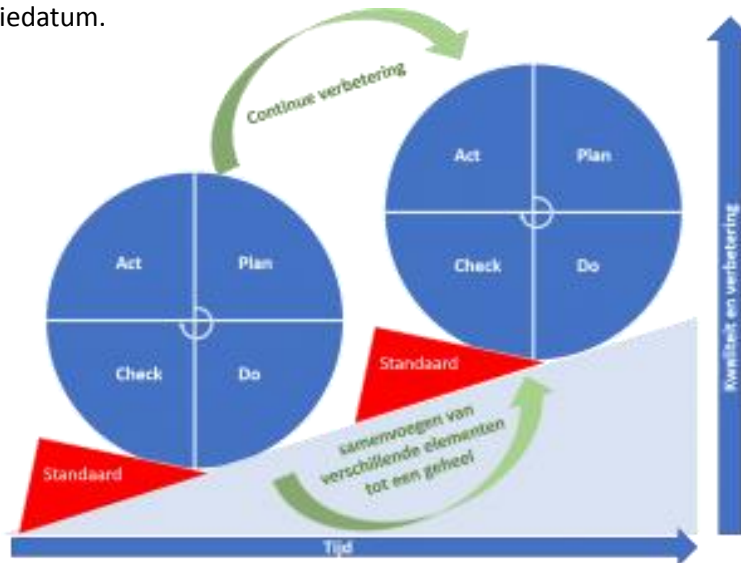 iedatum.
Continue verbetering
Act
Plan
Check
Do
Standaard
Act
Plan
Check
Do
Standaard
samenvoegen van
verschillende elementen
tot een geheel
Tijd
Kwaliteit en verbetering